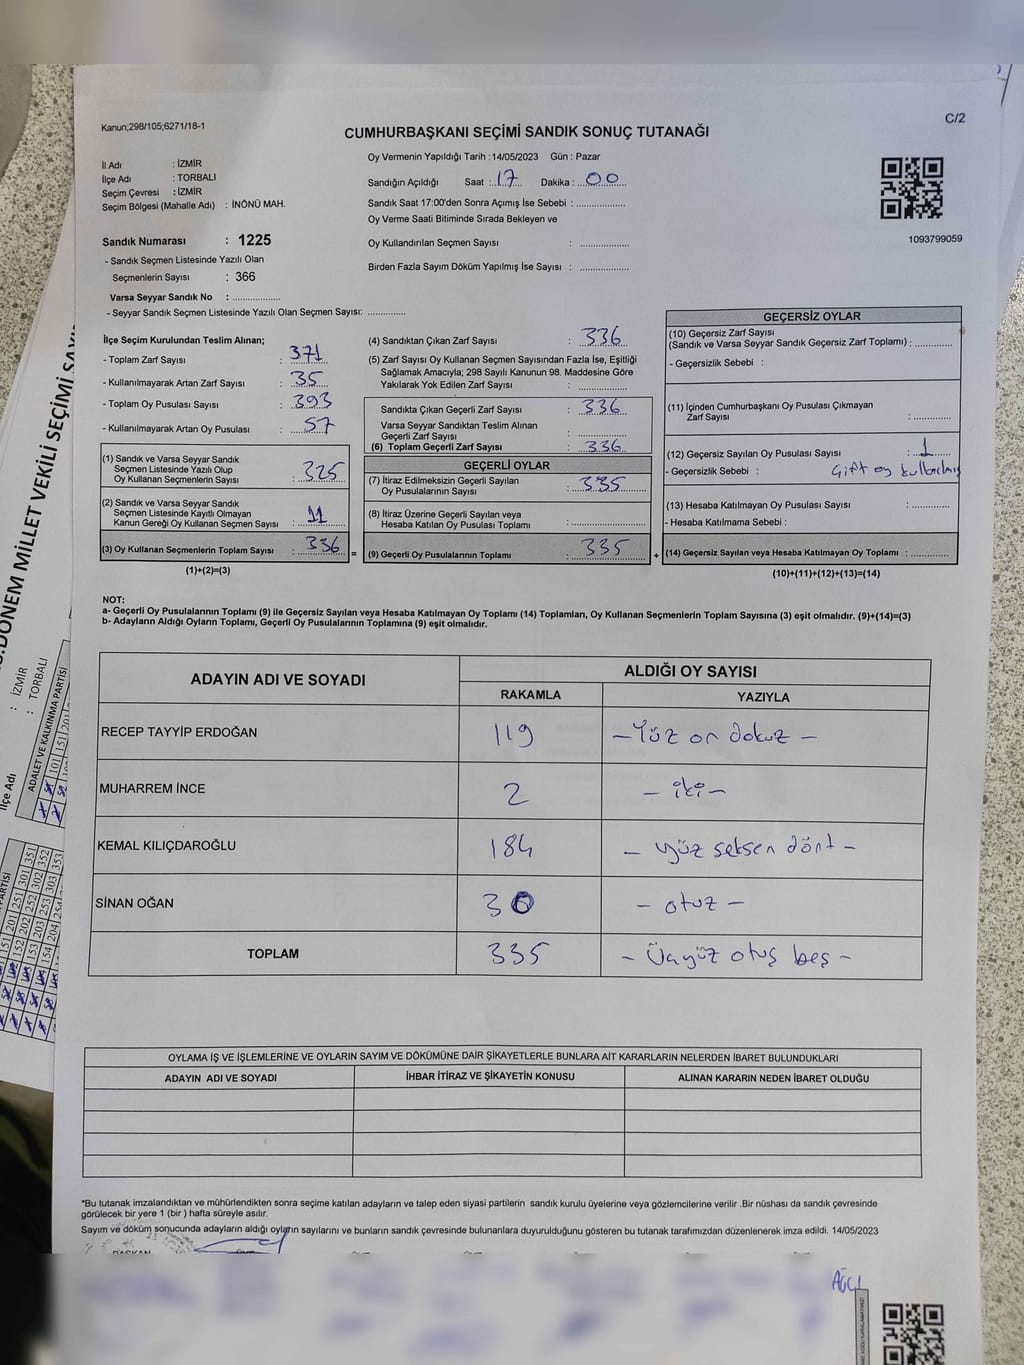 Kanun;298/105;6271/18-1
C/2
CUMHURBAŞKANI SEÇİMİ SANDIK SONUÇ TUTANAĞI
İl Adı : İZMİR
İlçe Adı : TORBALI
Seçim Çevresi : İZMİR
Seçim Bölgesi (Mahalle Adı) : İNÖNÜ MAH.
Sandık Numarası : 1225
- Sandık Seçmen Listesinde Yazılı Olan
Seçmenlerin Sayısı : 366
Varsa Seyyar Sandık No : ..................
- Seyyar Sandık Seçmen Listesinde Yazılı Olan Seçmen Sayısı: ..............
Oy Vermenin Yapıldığı Tarih : 14/05/2023 Gün : Pazar
Sandığın Açıldığı Saat : 17 Dakika : 00
Sandık Saat 17:00'den Sonra Açımış İse Sebebi : ..................
Oy Verme Saati Bitiminde Sırada Bekleyen ve
Oy Kullandırılan Seçmen Sayısı : ..................
Birden Fazla Sayım Döküm Yapılmış İse Sayısı : ..................
1093799059
İlçe Seçim Kurulundan Teslim Alınan;
- Toplam Zarf Sayısı : 371
- Kullanılmayarak Artan Zarf Sayısı : 35
- Toplam Oy Pusulası Sayısı : 393
- Kullanılmayarak Artan Oy Pusulası : 57
(1) Sandık ve Varsa Seyyar Sandık
Seçmen Listesinde Yazılı Olup
Oy Kullanan Seçmenlerin Sayısı : 325
(2) Sandık ve Varsa Seyyar Sandık
Seçmen Listesinde Kayıtlı Olmayan
Kanun Gereği Oy Kullanan Seçmen Sayısı : 11
(3) Oy Kullanan Seçmenlerin Toplam Sayısı : 336 =
(1)+(2)=(3)
(4) Sandıktan Çıkan Zarf Sayısı : 336
(5) Zarf Sayısı Oy Kullanan Seçmen Sayısından Fazla İse, Eşitliği
Sağlamak Amacıyla; 298 Sayılı Kanunun 98. Maddesine Göre
Yakılarak Yok Edilen Zarf Sayısı : ..................
Sandıkta Çıkan Geçerli Zarf Sayısı : 336
Varsa Seyyar Sandıktan Teslim Alınan
Geçerli Zarf Sayısı : ..................
(6) Toplam Geçerli Zarf Sayısı : 336
GEÇERLİ OYLAR
(7) İtiraz Edilmeksizin Geçerli Sayılan
Oy Pusulalarının Sayısı : 335
(8) İtiraz Üzerine Geçerli Sayılan veya
Hesaba Katılan Oy Pusulası Toplamı : ..................
(9) Geçerli Oy Pusulalarının Toplamı : 335 +
GEÇERSİZ OYLAR
(10) Geçersiz Zarf Sayısı
(Sandık ve Varsa Seyyar Sandık Geçersiz Zarf Toplamı) : ..............
- Geçersizlik Sebebi :
(11) İçinden Cumhurbaşkanı Oy Pusulası Çıkmayan
Zarf Sayısı : ..............
(12) Geçersiz Sayılan Oy Pusulası Sayısı : 1
- Geçersizlik Sebebi : Çift oy kullanılmış
(13) Hesaba Katılmayan Oy Pusulası Sayısı : ..............
- Hesaba Katılmama Sebebi :
(14) Geçersiz Sayılan veya Hesaba Katılmayan Oy Toplamı : ..............
(10)+(11)+(12)+(13)=(14)
NOT:
a- Geçerli Oy Pusulalarının Toplamı (9) ile Geçersiz Sayılan veya Hesaba Katılmayan Oy Toplamı (14) Toplamları, Oy Kullanan Seçmenlerin Toplam Sayısına (3) eşit olmalıdır. (9)+(14)=(3)
b- Adayların Aldığı Oyların Toplamı, Geçerli Oy Pusulalarının Toplamına (9) eşit olmalıdır.
ADAYIN ADI VE SOYADI ALDIĞI OY SAYISI
RAKAMLA YAZIYLA
RECEP TAYYİP ERDOĞAN 119 - Yüz on dokuz -
MUHARREM İNCE 2 - iki -
KEMAL KILIÇDAROĞLU 184 - yüz seksen dört -
SİNAN OĞAN 30 - otuz -
TOPLAM 335 - Üçyüz otuz beş -
OYLAMA İŞ VE İŞLEMLERİNE VE OYLARIN SAYIM VE DÖKÜMÜNE DAİR ŞİKAYETLERLE BUNLARA AİT KARARLARIN NELERDEN İBARET BULUNDUKLARI
ADAYIN ADI VE SOYADI İHBAR İTİRAZ VE ŞİKAYETİN KONUSU ALINAN KARARIN NEDEN İBARET OLDUĞU
*Bu tutanak imzalandıktan ve mühürlendikten sonra seçime katılan adayların ve talep eden siyasi partilerin sandık kurulu üyelerine veya gözlemcilerine verilir .Bir nüshası da sandık çevresinde
görülecek bir yere 1 (bir ) hafta süreyle asılır.
Sayım ve döküm sonucunda adayların aldığı oyların sayılarını ve bunların sandık çevresinde bulunanlara duyurulduğunu gösteren bu tutanak tarafımızdan düzenlenerek imza edildi. 14/05/2023
BAŞKAN
AĞCI
DÖNEM MİLLET VEKİLİ SEÇİMİ
: İZMİR
: TORBALI
İlçe Adı
ADALET VE KALKINMA PARTİSİ